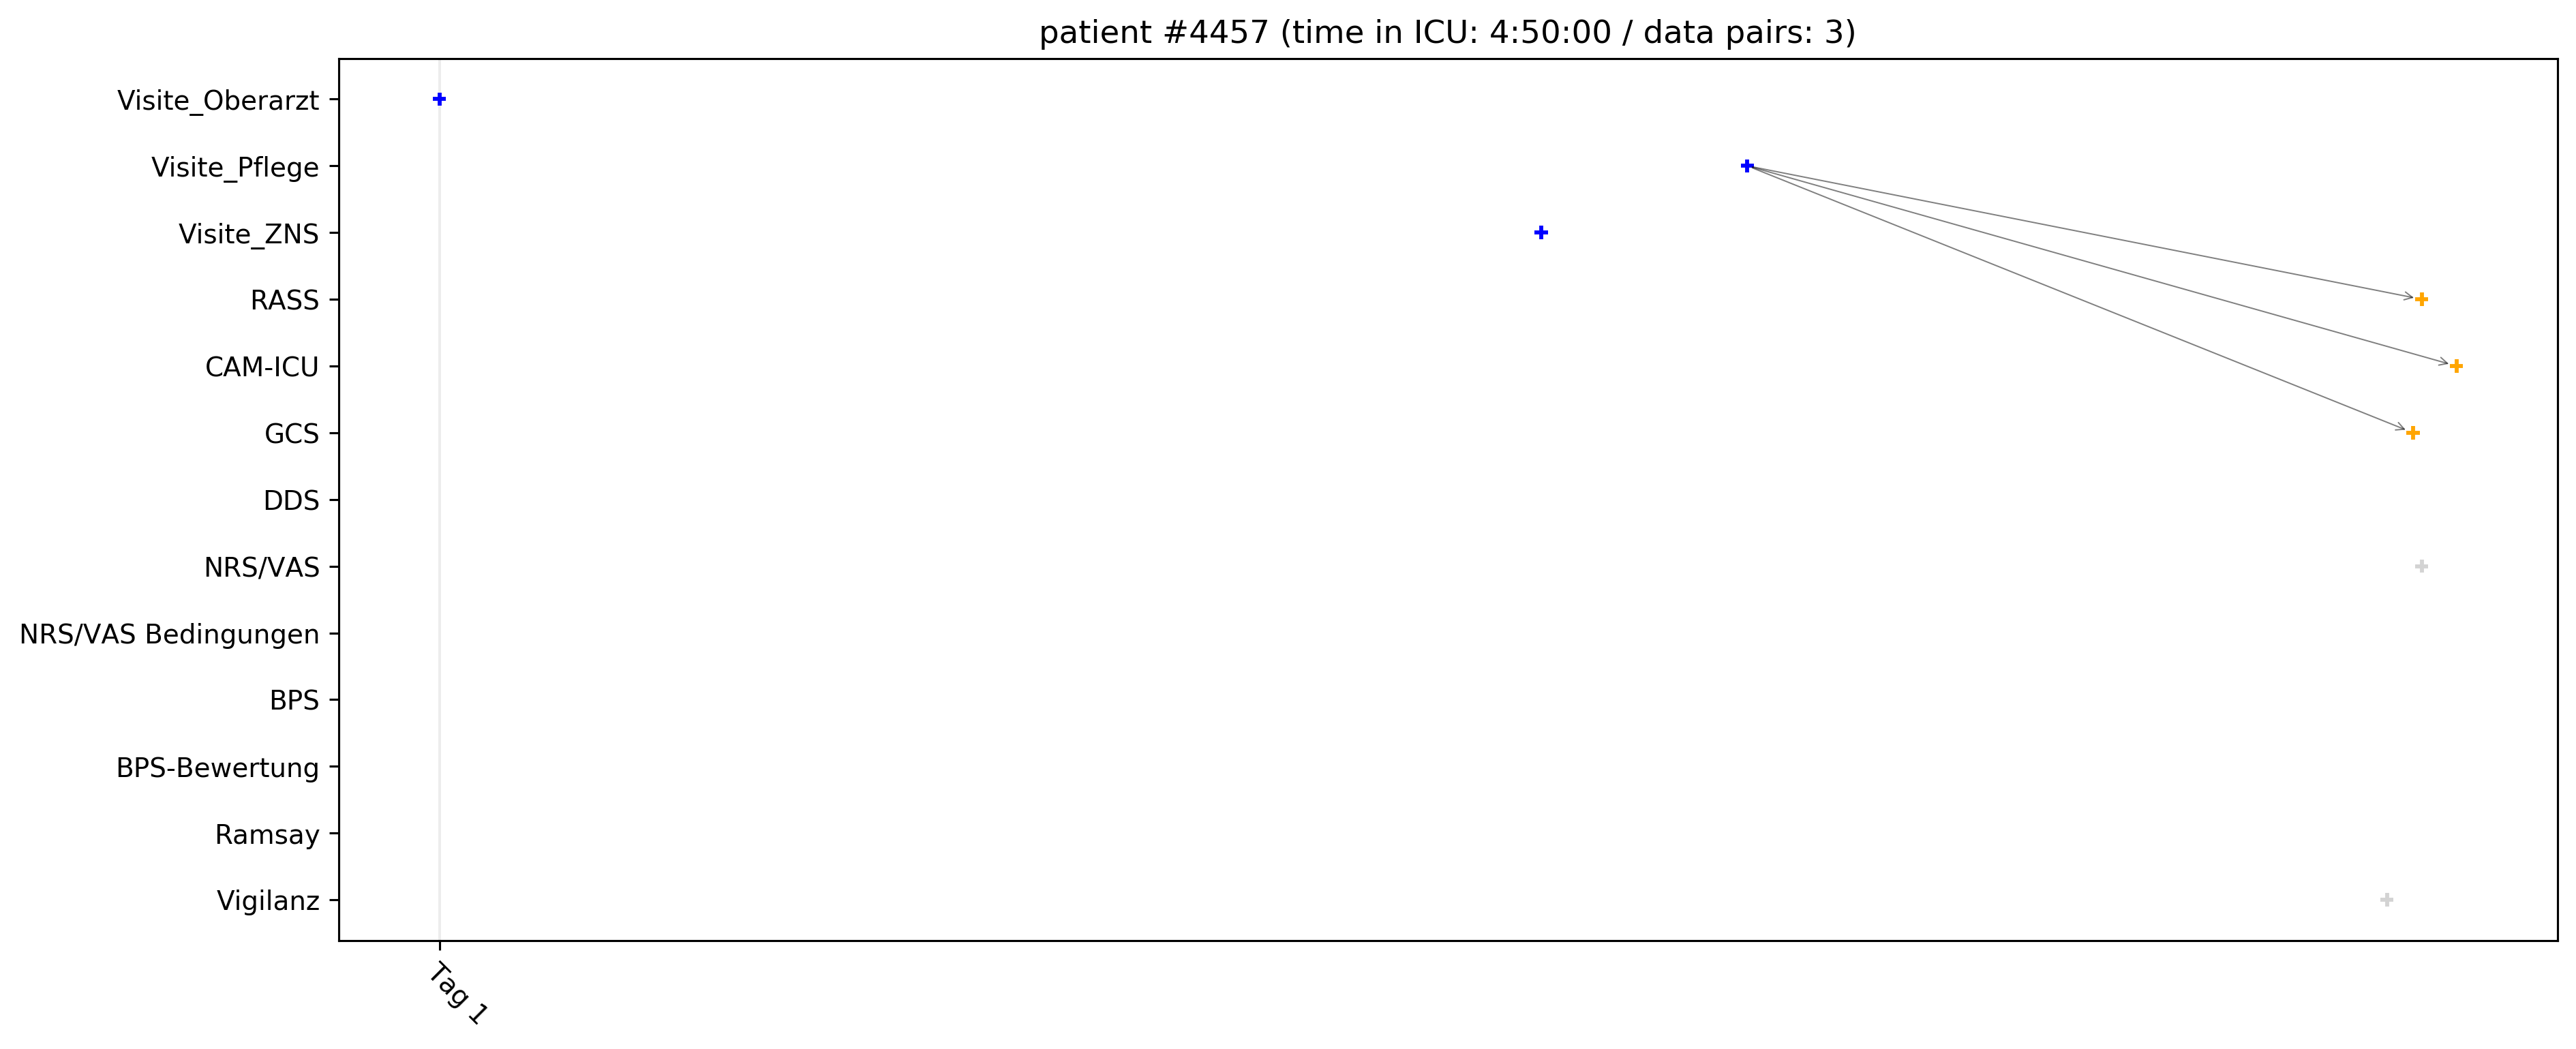 patient #4457 (time in ICU: 4:50:00 / data pairs: 3)
Visite_Oberarzt
Visite_Pflege
Visite_ZNS
RASS
CAM-ICU
GCS
DDS
NRS/VAS
NRS/VAS Bedingungen
BPS
BPS-Bewertung
Ramsay
Vigilanz
Tag 1